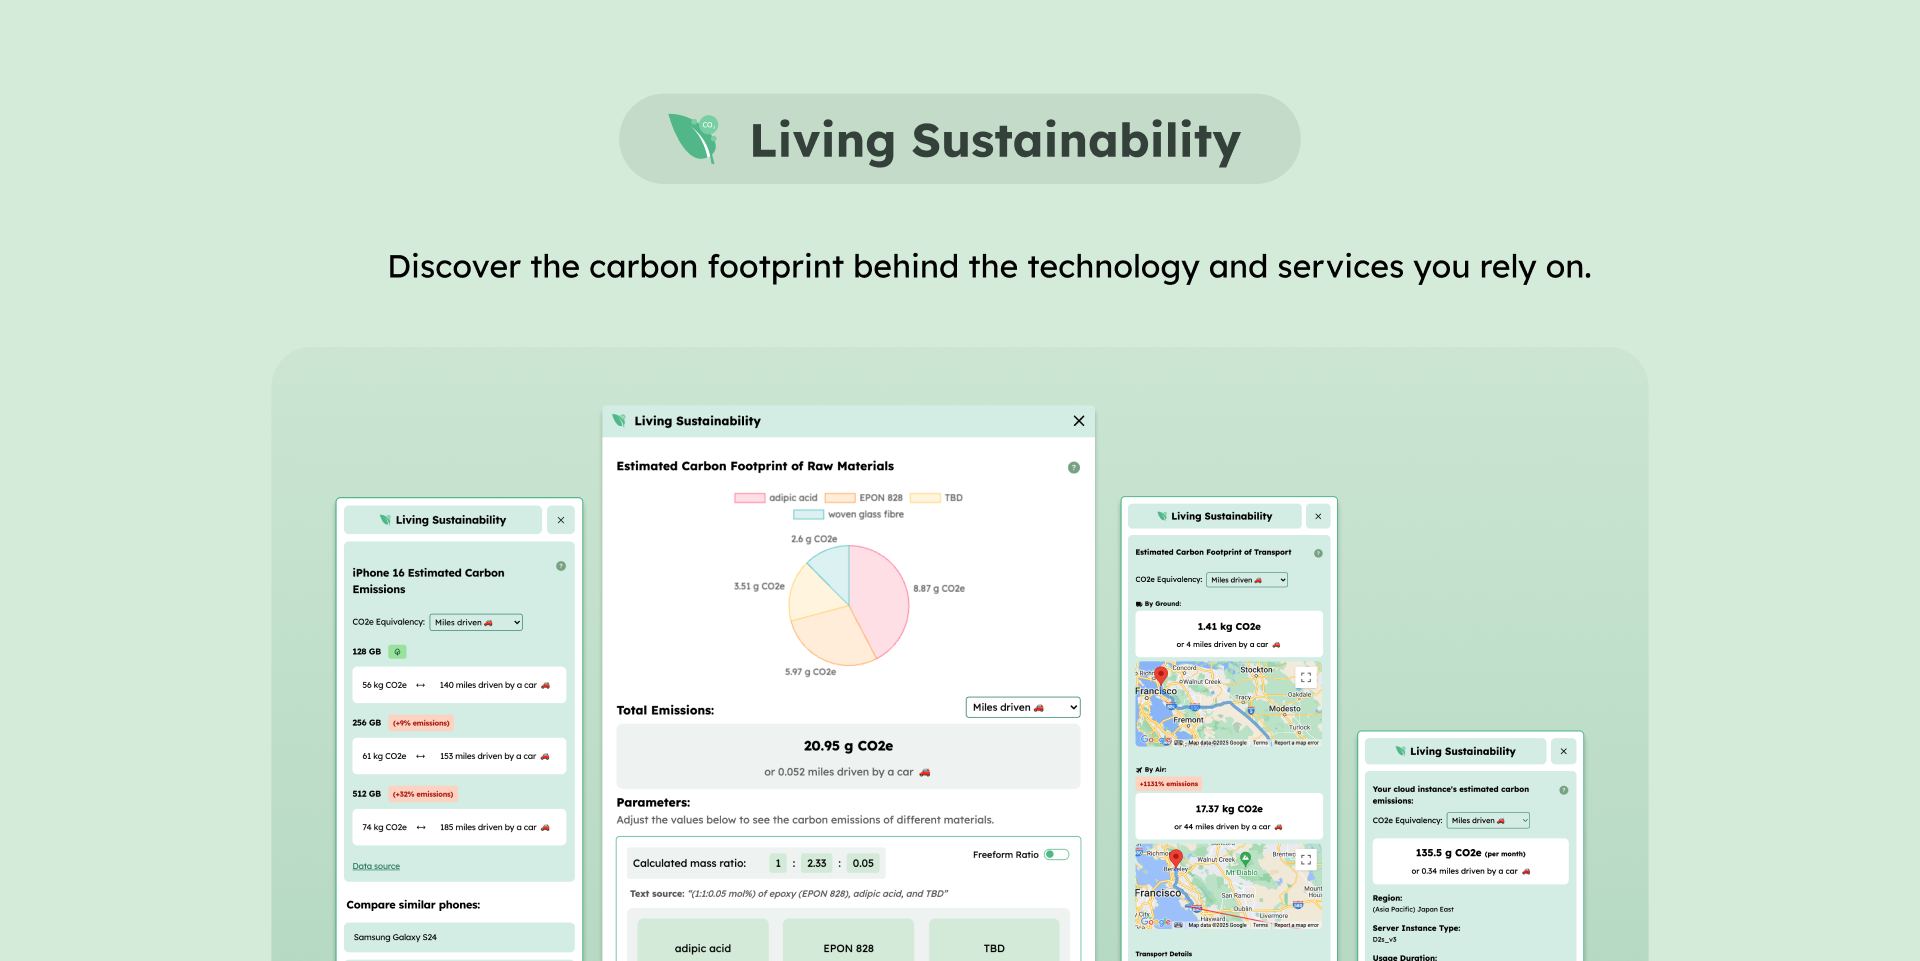 CO₂
Living Sustainability
Discover the carbon footprint behind the technology and services you rely on.
Living Sustainability
iPhone 16 Estimated Carbon
Emissions
?
CO2e Equivalency: Miles driven 🚗
128 GB
56 kg CO2e ↔ 140 miles driven by a car 🚗
256 GB (+9% emissions)
61 kg CO2e ↔ 153 miles driven by a car 🚗
512 GB (+32% emissions)
74 kg CO2e ↔ 185 miles driven by a car 🚗
Data source
Compare similar phones:
Samsung Galaxy S24
Living Sustainability
Estimated Carbon Footprint of Raw Materials
?
adipic acid EPON 828 TBD
woven glass fibre
2.6 g CO2e
3.51 g CO2e
8.87 g CO2e
5.97 g CO2e
Total Emissions:
Miles driven 🚗
20.95 g CO2e
or 0.052 miles driven by a car 🚗
Parameters:
Adjust the values below to see the carbon emissions of different materials.
Calculated mass ratio: 1 : 2.33 : 0.05
Freeform Ratio
Text source: “(1:1:0.05 mol%) of epoxy (EPON 828), adipic acid, and TBD”
adipic acid
EPON 828
TBD
Living Sustainability
Estimated Carbon Footprint of Transport
?
CO2e Equivalency: Miles driven 🚗
By Ground:
1.41 kg CO2e
or 4 miles driven by a car 🚗
Concord
Stockton
Walnut Creek
Francisco
Tracy
Oakdale
Modesto
Fremont
Turlock
Google
Map data ©2025 Google Terms Report a map error
By Air:
+1131% emissions
17.37 kg CO2e
or 44 miles driven by a car 🚗
Walnut Creek
Berkeley
Mt Diablo
Francisco
San Ramon
Mount
Dublin
Livermore
Hayward
Google
Map data ©2025 Google Terms Report a map error
Transport Details
Living Sustainability
Your cloud instance's estimated carbon
emissions:
?
CO2e Equivalency: Miles driven 🚗
135.5 g CO2e (per month)
or 0.34 miles driven by a car 🚗
Region:
(Asia Pacific) Japan East
Server Instance Type:
D2s_v3
Usage Duration: